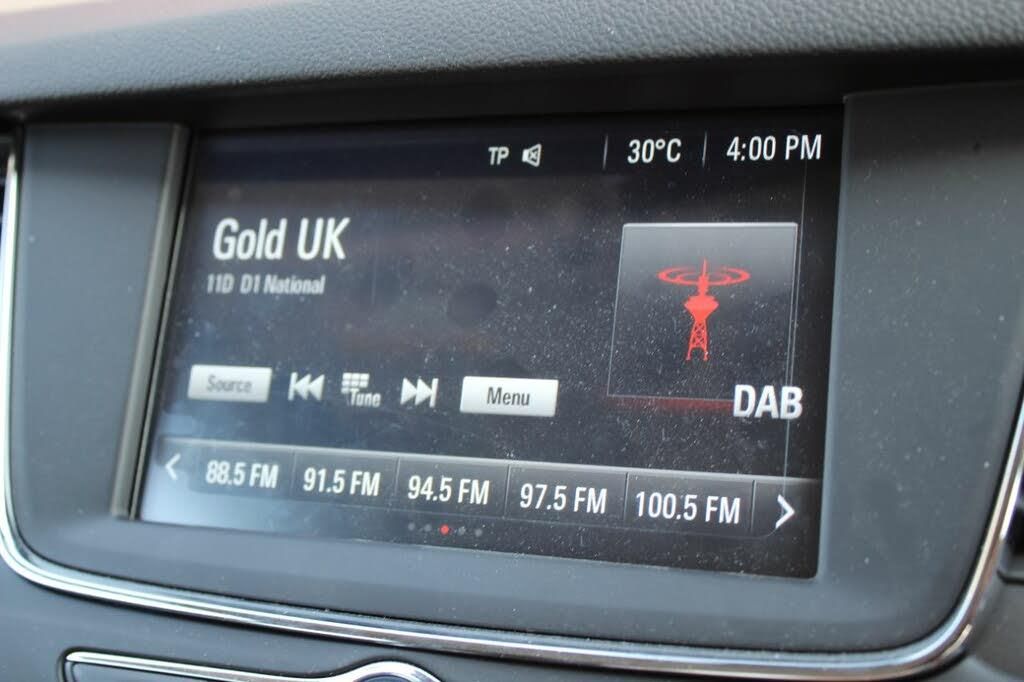 TP 30°C 4:00 PM
Gold UK
11D D1 National
Source Tune Menu
DAB
88.5 FM 91.5 FM 94.5 FM 97.5 FM 100.5 FM